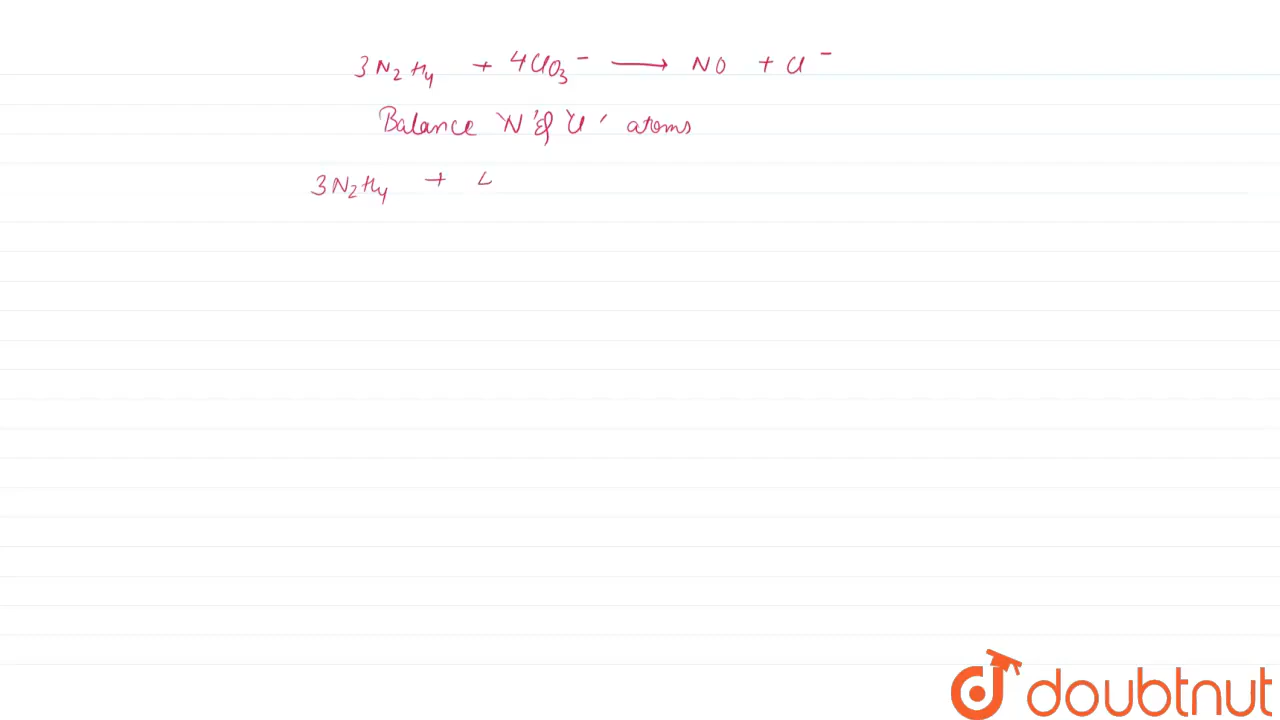 3N₂H₄ + 4ClO₃⁻ ⟶ NO + Cl⁻
Balance 'N' & 'Cl' atoms
3N₂H₄ + 
doubtnut